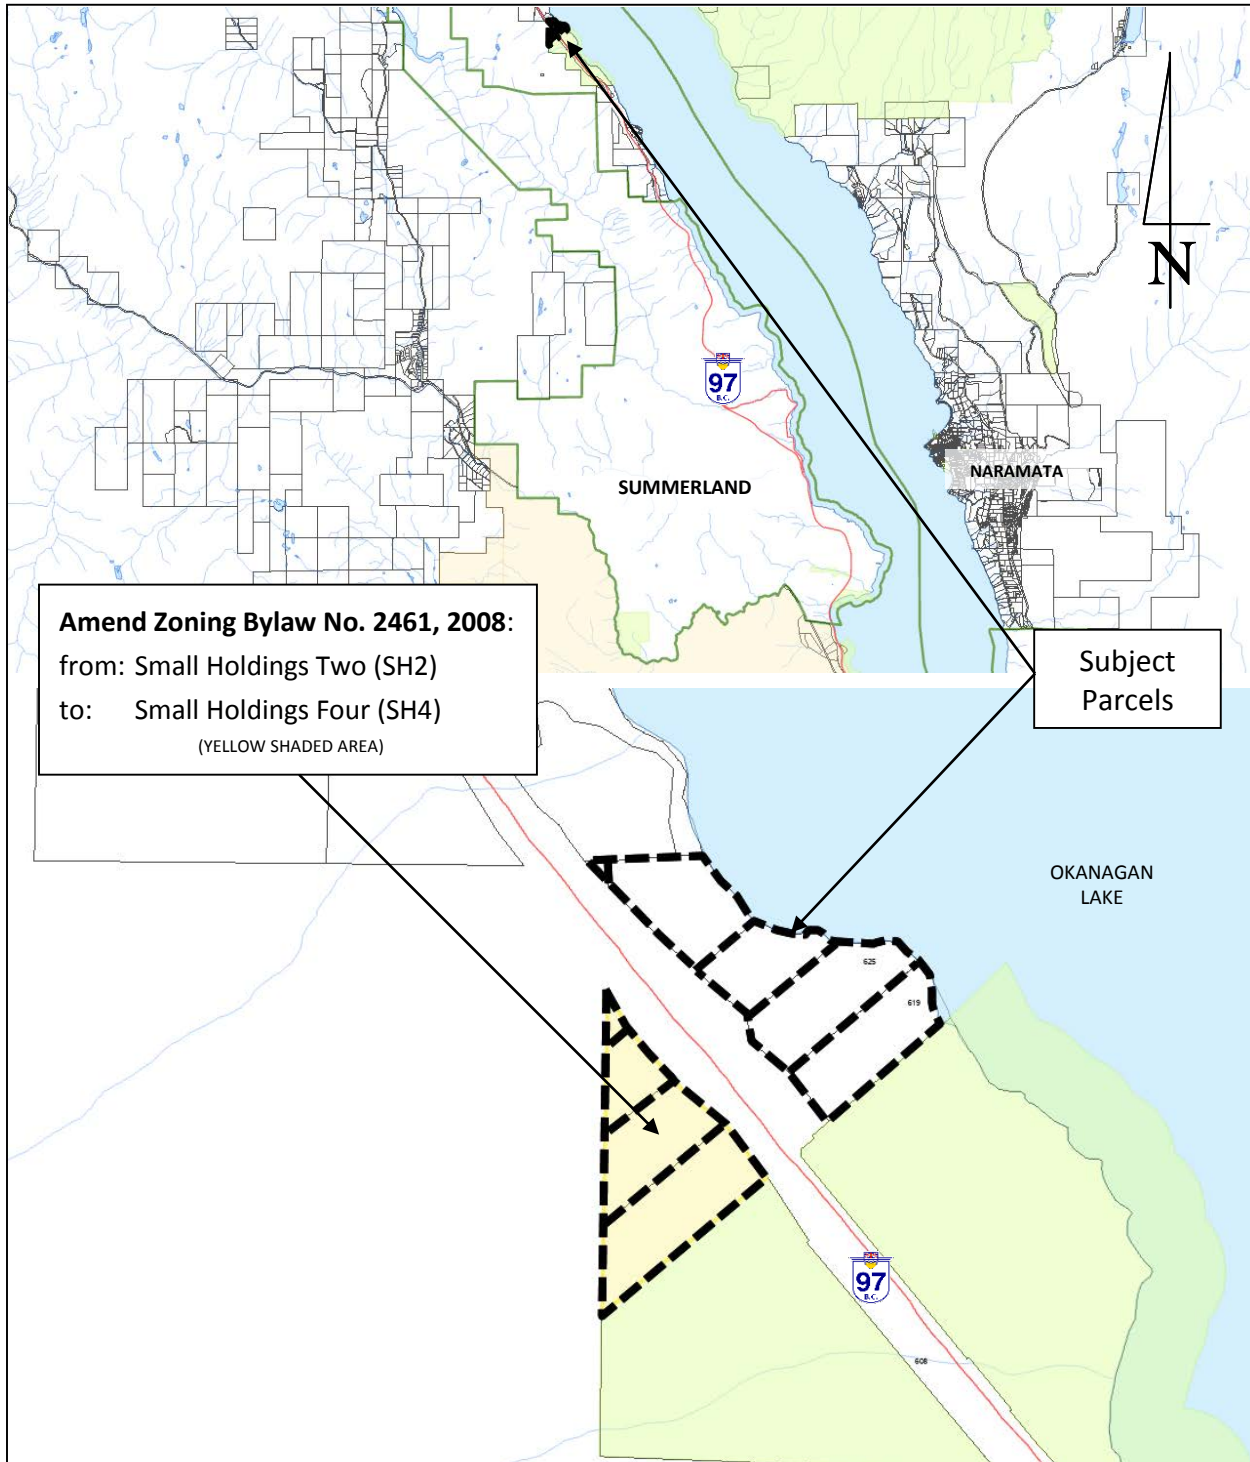 N
97
B.C.
SUMMERLAND
NARAMATA
Amend Zoning Bylaw No. 2461, 2008:
from: Small Holdings Two (SH2)
to: Small Holdings Four (SH4)
(YELLOW SHADED AREA)
Subject
Parcels
OKANAGAN
LAKE
625
619
97
B.C.
608